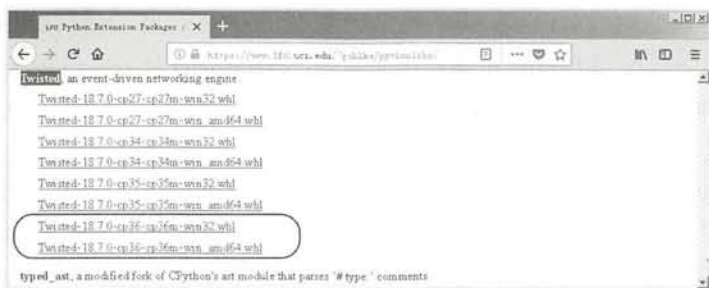 Python Extension Packages
https://www.lfd.uci.edu/
Twisted, an event-driven networking engine
Twisted-18.7.0-cp27-cp27m-win32.whl
Twisted-18.7.0-cp27-cp27m-win_amd64.whl
Twisted-18.7.0-cp34-cp34m-win32.whl
Twisted-18.7.0-cp34-cp34m-win_amd64.whl
Twisted-18.7.0-cp35-cp35m-win32.whl
Twisted-18.7.0-cp35-cp35m-win_amd64.whl
Twisted-18.7.0-cp36-cp36m-win32.whl
Twisted-18.7.0-cp36-cp36m-win_amd64.whl
typed_ast, a modified fork of CPython's ast module that parses `# type:` comments